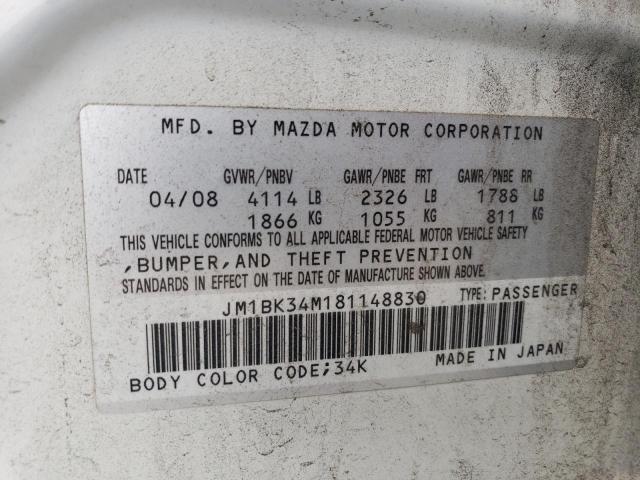 MFD. BY MAZDA MOTOR CORPORATION
DATE GVWR/PNBV GAWR/PNBE FRT GAWR/PNBE RR
04/08 4114 LB 2326 LB 1788 LB
1866 KG 1055 KG 811 KG
THIS VEHICLE CONFORMS TO ALL APPLICABLE FEDERAL MOTOR VEHICLE SAFETY
,BUMPER,AND THEFT PREVENTION
STANDARDS IN EFFECT ON THE DATE OF MANUFACTURE SHOWN ABOVE.
JM1BK34M181148830 TYPE:PASSENGER
BODY COLOR CODE;34K MADE IN JAPAN